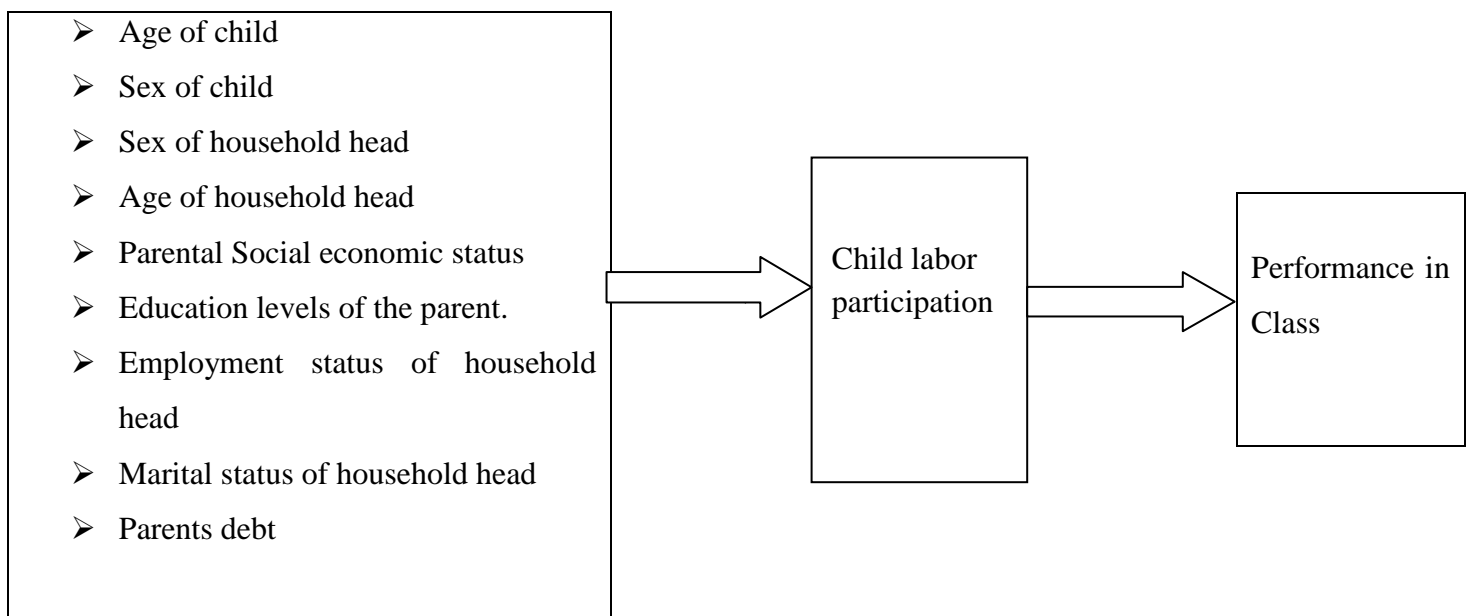 ➢ Age of child
➢ Sex of child
➢ Sex of household head
➢ Age of household head
➢ Parental Social economic status
➢ Education levels of the parent.
➢ Employment status of household
head
➢ Marital status of household head
➢ Parents debt
Child labor
participation
Performance in
Class